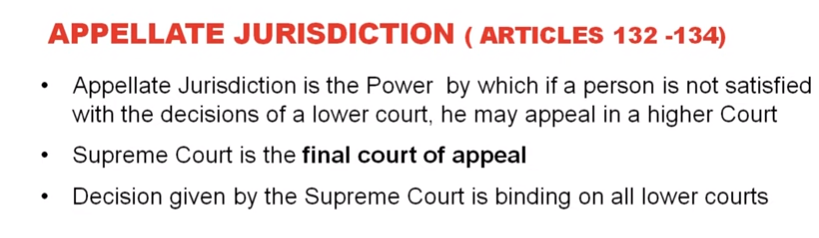 APPELLATE JURISDICTION ( ARTICLES 132 -134)
• Appellate Jurisdiction is the Power by which if a person is not satisfied
with the decisions of a lower court, he may appeal in a higher Court
• Supreme Court is the final court of appeal
• Decision given by the Supreme Court is binding on all lower courts